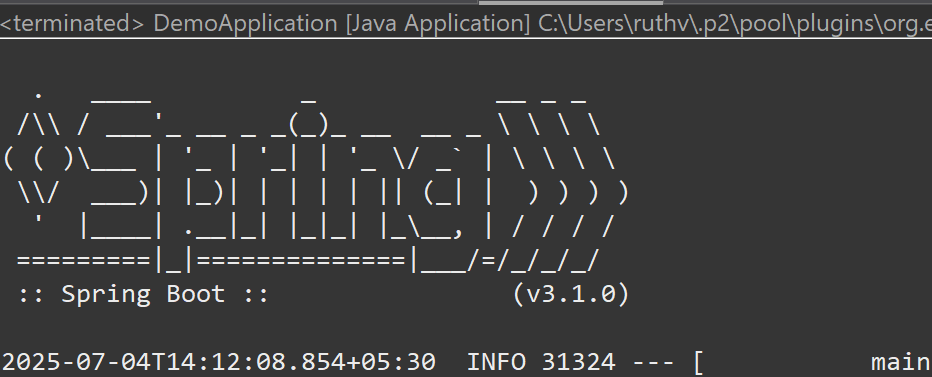 <terminated> DemoApplication [Java Application] C:\Users\ruthv\.p2\pool\plugins\org.e
  .   ____          _            __ _ _
 /\\ / ___'_ __ _ _(_)_ __  __ _ \ \ \ \
( ( )\___ | '_ | '_| | '_ \/ _` | \ \ \ \
 \\/  ___)| |_)| | | | | || (_| |  ) ) ) )
  '  |____| .__|_| |_|_| |_\__, | / / / /
 =========|_|==============|___/=/_/_/_/
 :: Spring Boot ::                (v3.1.0)
2025-07-04T14:12:08.854+05:30  INFO 31324 --- [           main